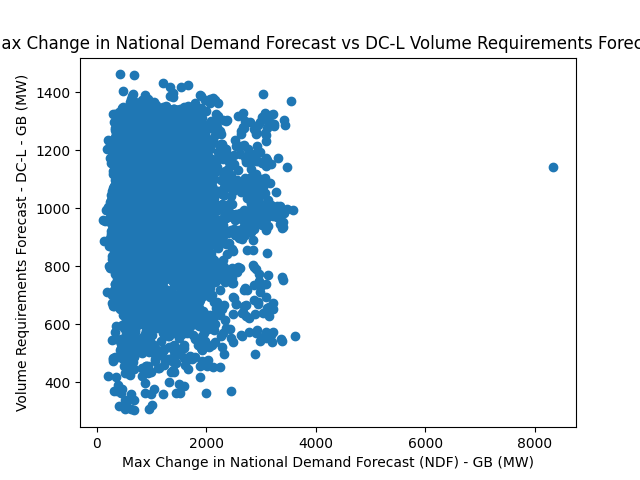 ax Change in National Demand Forecast vs DC-L Volume Requirements Forec
Volume Requirements Forecast - DC-L - GB (MW)
1400
1200
1000
800
600
400
0 2000 4000 6000 8000
Max Change in National Demand Forecast (NDF) - GB (MW)